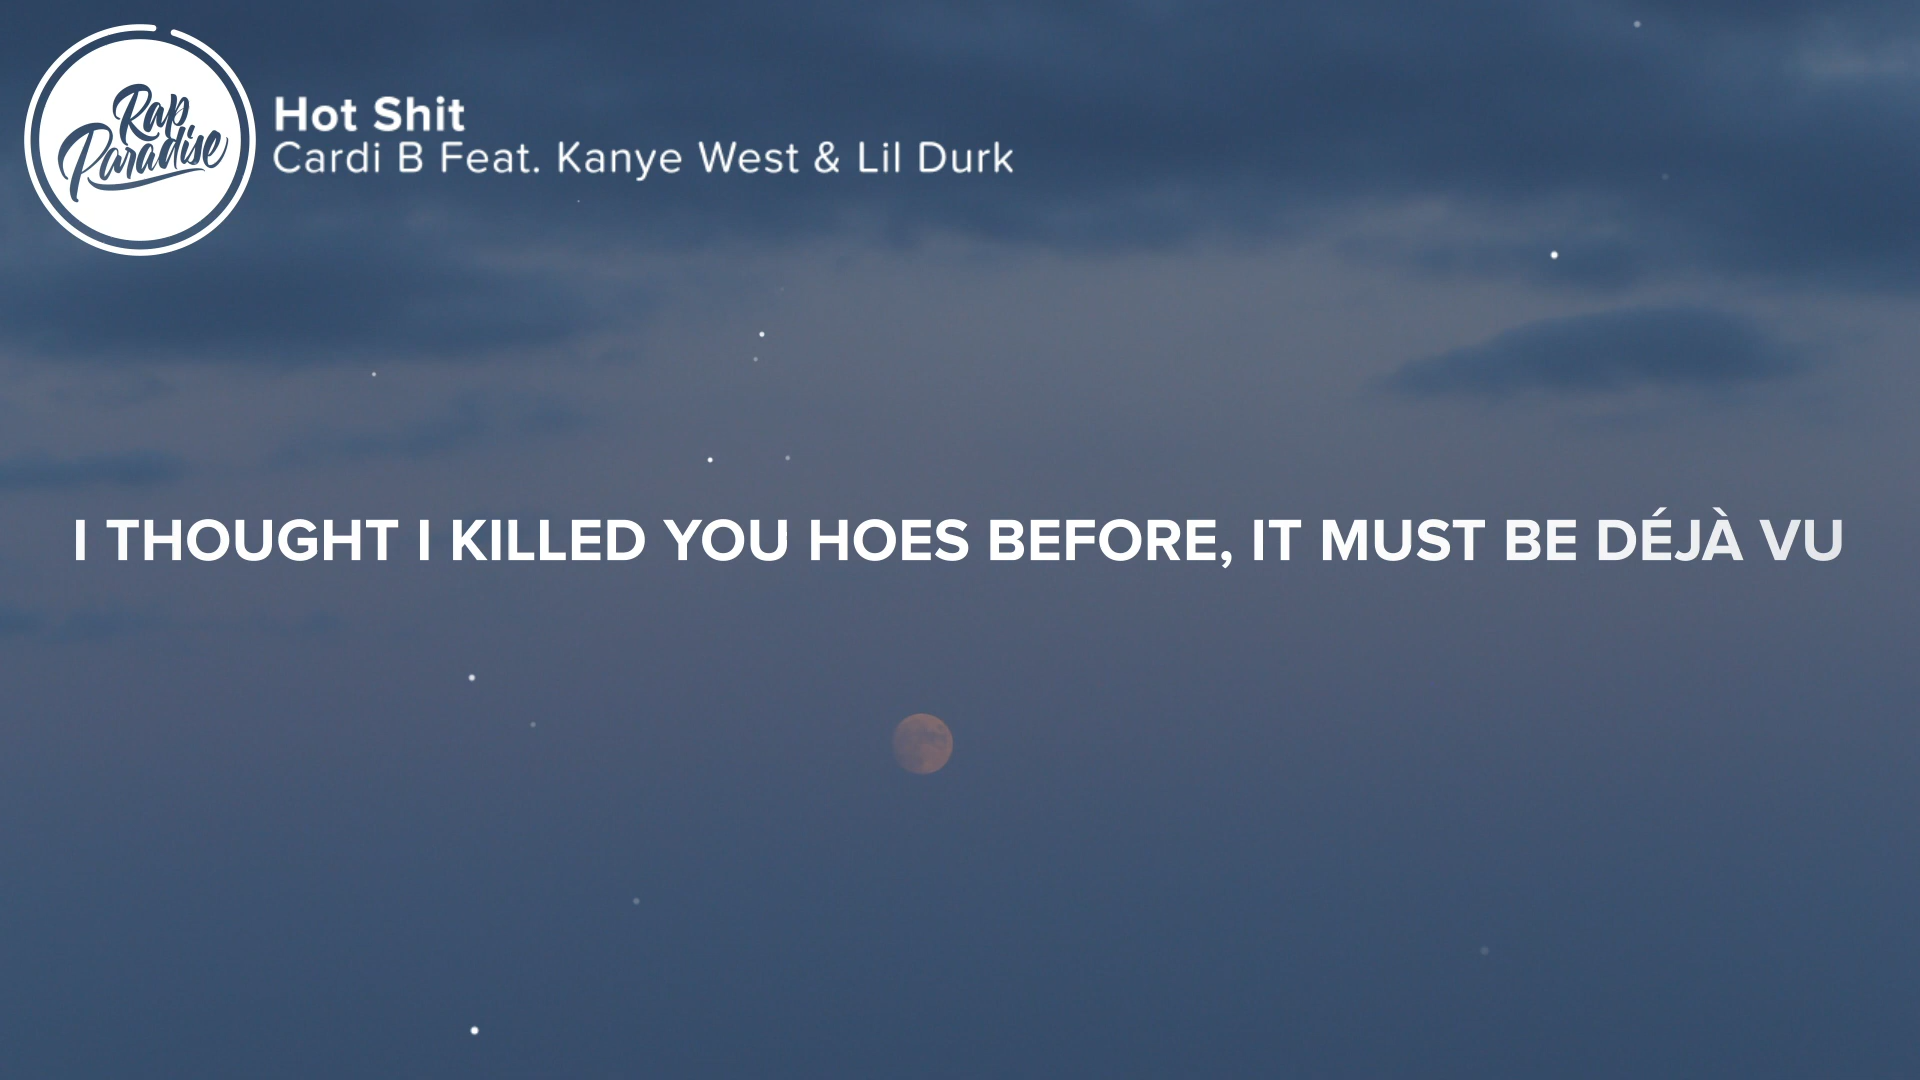 Rap
Paradise
Hot Shit
Cardi B Feat. Kanye West & Lil Durk
I THOUGHT I KILLED YOU HOES BEFORE, IT MUST BE DÉJÀ VU